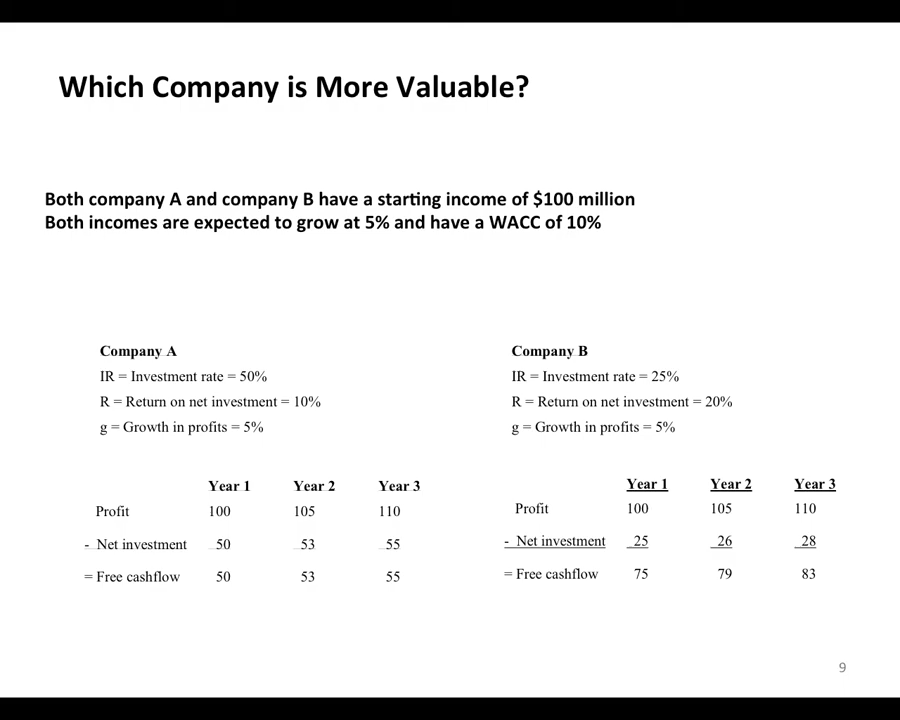 Which Company is More Valuable?
Both company A and company B have a starting income of $100 million
Both incomes are expected to grow at 5% and have a WACC of 10%
Company A
IR = Investment rate = 50%
R = Return on net investment = 10%
g = Growth in profits = 5%
Year 1 Year 2 Year 3
Profit 100 105 110
- Net investment 50 53 55
= Free cashflow 50 53 55
Company B
IR = Investment rate = 25%
R = Return on net investment = 20%
g = Growth in profits = 5%
Year 1 Year 2 Year 3
Profit 100 105 110
- Net investment 25 26 28
= Free cashflow 75 79 83
9